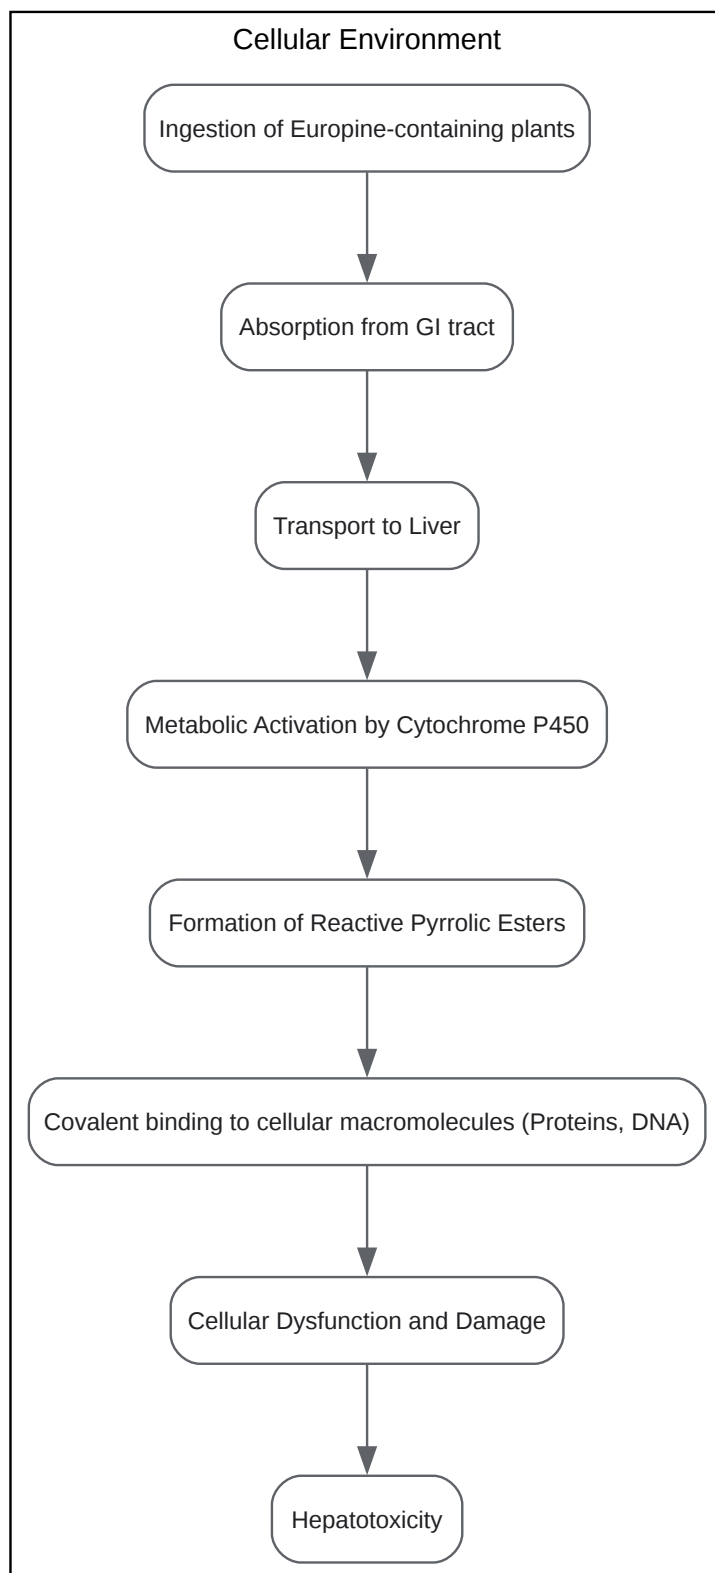 Cellular Environment
Ingestion of Europine-containing plants
Absorption from GI tract
Transport to Liver
Metabolic Activation by Cytochrome P450
Formation of Reactive Pyrrolic Esters
Covalent binding to cellular macromolecules (Proteins, DNA)
Cellular Dysfunction and Damage
Hepatotoxicity